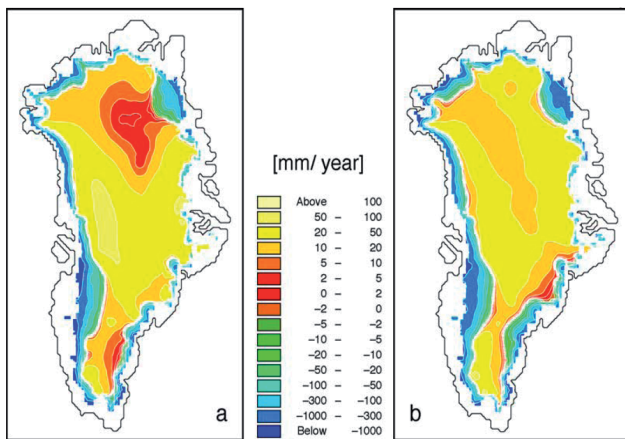 [mm/ year]
Above 100
50 – 100
20 – 50
10 – 20
5 – 10
2 – 5
0 – 2
−2 – 0
−5 – −2
−10 – −5
−20 – −10
−50 – −20
−100 – −50
−300 – −100
−1000 – −300
Below −1000
a
b